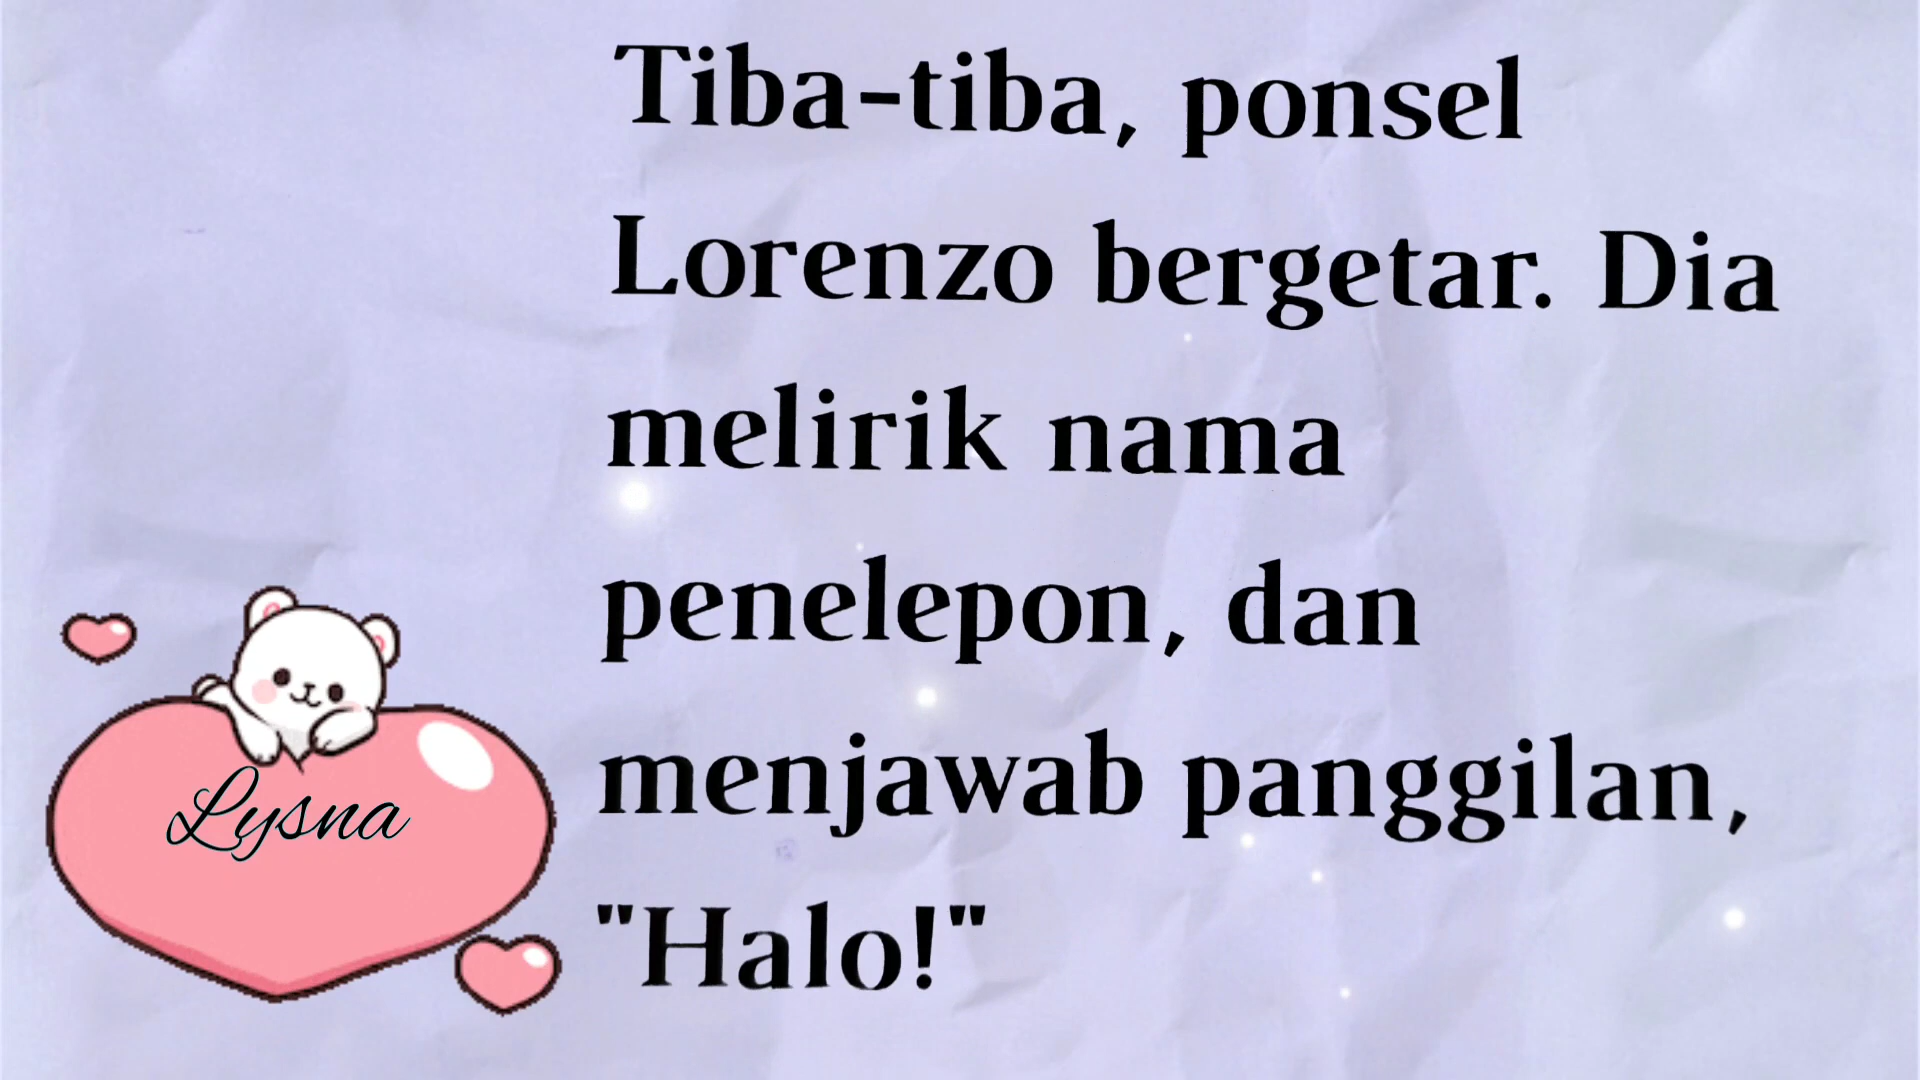 Tiba-tiba, ponsel
Lorenzo bergetar. Dia
melirik nama
penelepon, dan
menjawab panggilan,
"Halo!"
Lysna